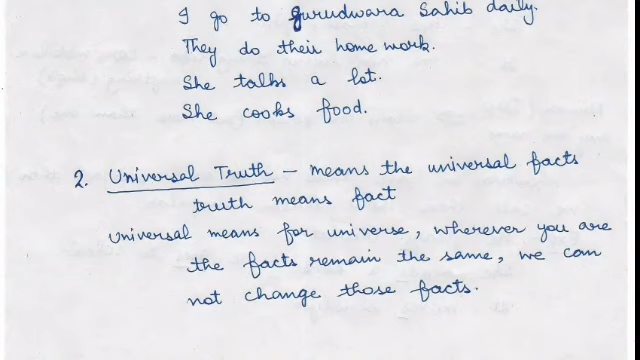 I go to gurudwara Sahib daily.
They do their home work.
She talks a lot.
She cooks food.
2. Universal Truth – means the universal facts
truth means fact
universal means for universe, wherever you are
the facts remain the same, we can
not change those facts.